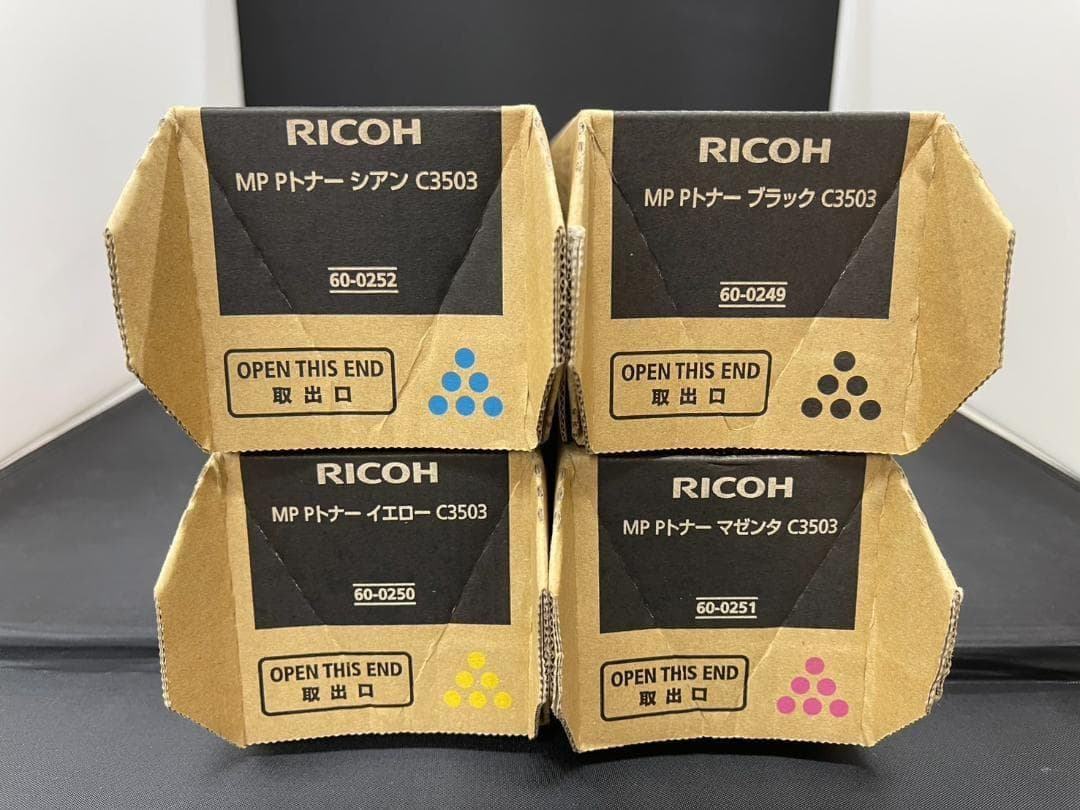 RICOH
MP Pトナー シアン C3503
60-0252
OPEN THIS END
取出口
RICOH
MP Pトナー ブラック C3503
60-0249
OPEN THIS END
取出口
RICOH
MP Pトナー イエロー C3503
60-0250
OPEN THIS END
取出口
RICOH
MP Pトナー マゼンタ C3503
60-0251
OPEN THIS END
取出口